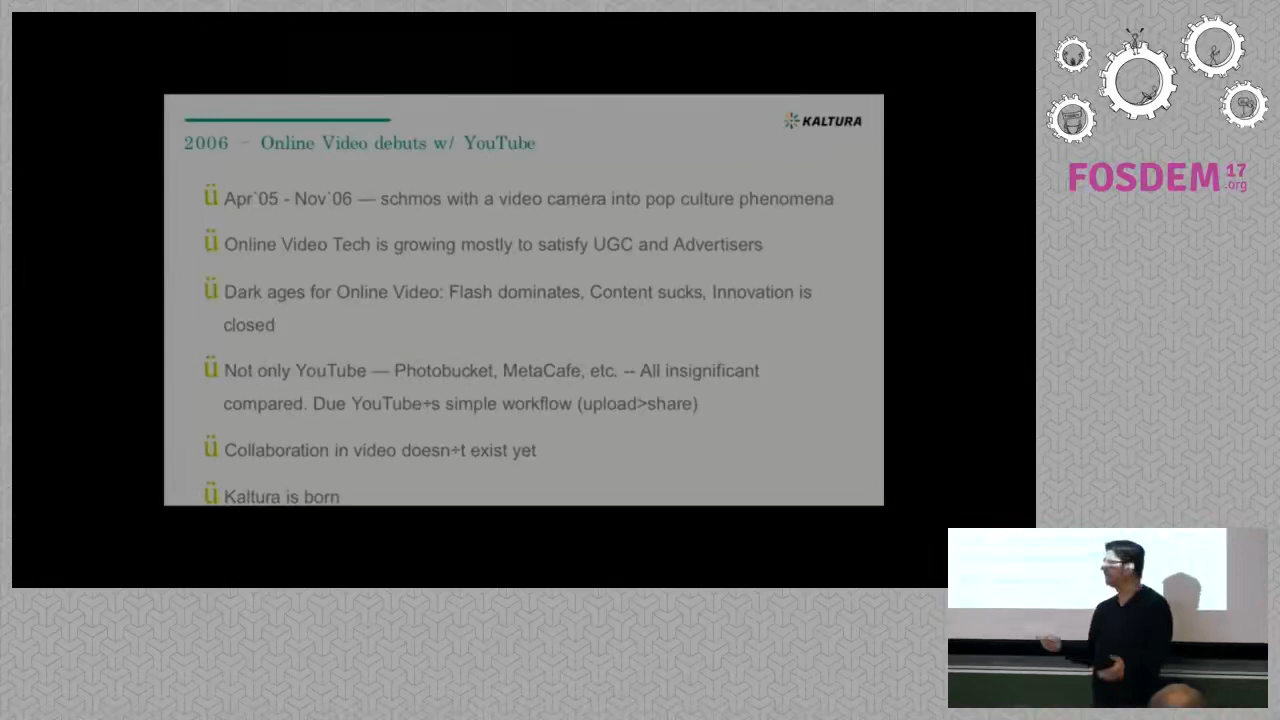 KALTURA
2006 - Online Video debuts w/ YouTube
ü Apr`05 - Nov`06 — schmos with a video camera into pop culture phenomena
ü Online Video Tech is growing mostly to satisfy UGC and Advertisers
ü Dark ages for Online Video: Flash dominates, Content sucks, Innovation is
closed
ü Not only YouTube — Photobucket, MetaCafe, etc. -- All insignificant
compared. Due YouTube÷s simple workflow (upload>share)
ü Collaboration in video doesn÷t exist yet
ü Kaltura is born
FOSDEM 17
.org